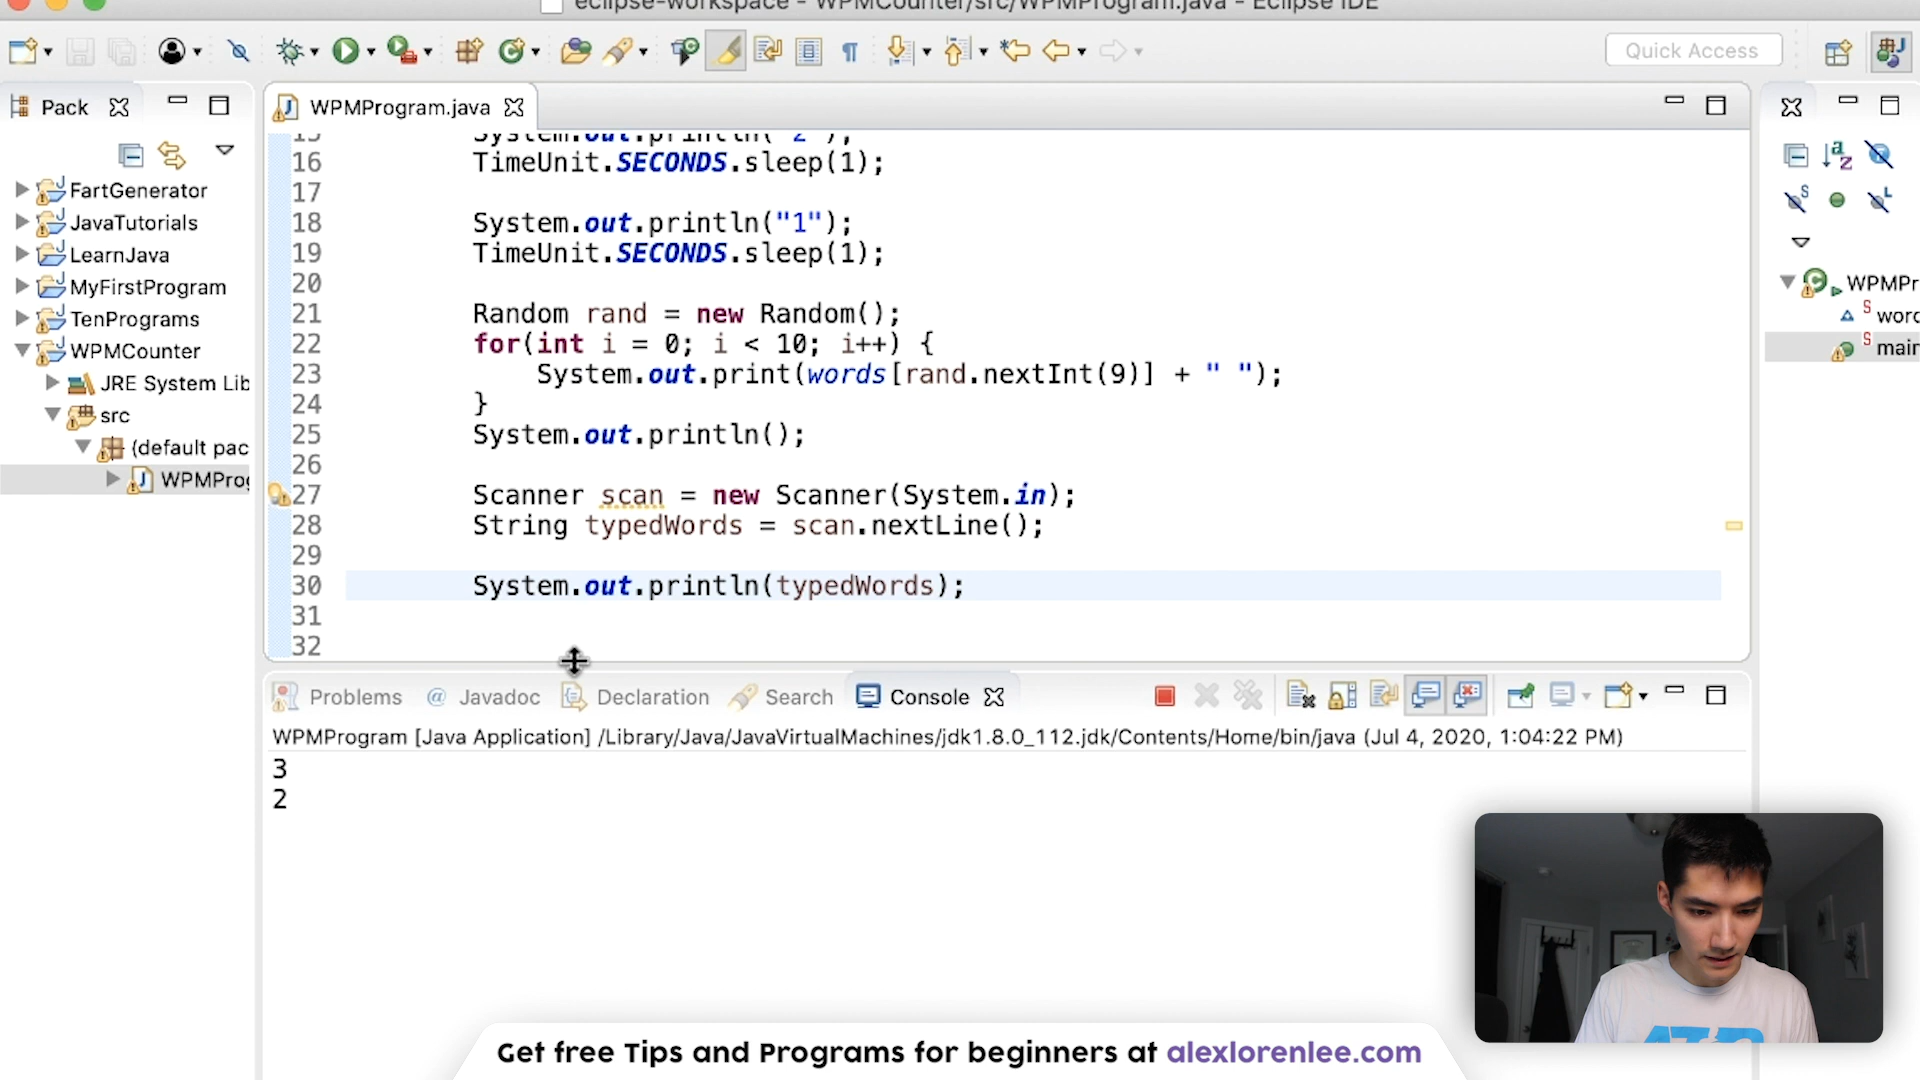 eclipse-workspace - WPMCounter/src/WPMProgram.java - Eclipse IDE
Quick Access
Pack
WPMProgram.java
FartGenerator
JavaTutorials
LearnJava
MyFirstProgram
TenPrograms
WPMCounter
JRE System Lib
src
(default pac
WPMProg
15 System.out.println("2");
16 TimeUnit.SECONDS.sleep(1);
17
18 System.out.println("1");
19 TimeUnit.SECONDS.sleep(1);
20
21 Random rand = new Random();
22 for(int i = 0; i < 10; i++) {
23 System.out.print(words[rand.nextInt(9)] + " ");
24 }
25 System.out.println();
26
27 Scanner scan = new Scanner(System.in);
28 String typedWords = scan.nextLine();
29
30 System.out.println(typedWords);
31
32
WPMPr
word
main
Problems @ Javadoc Declaration Search Console
WPMProgram [Java Application] /Library/Java/JavaVirtualMachines/jdk1.8.0_112.jdk/Contents/Home/bin/java (Jul 4, 2020, 1:04:22 PM)
3
2
Get free Tips and Programs for beginners at alexlorenlee.com